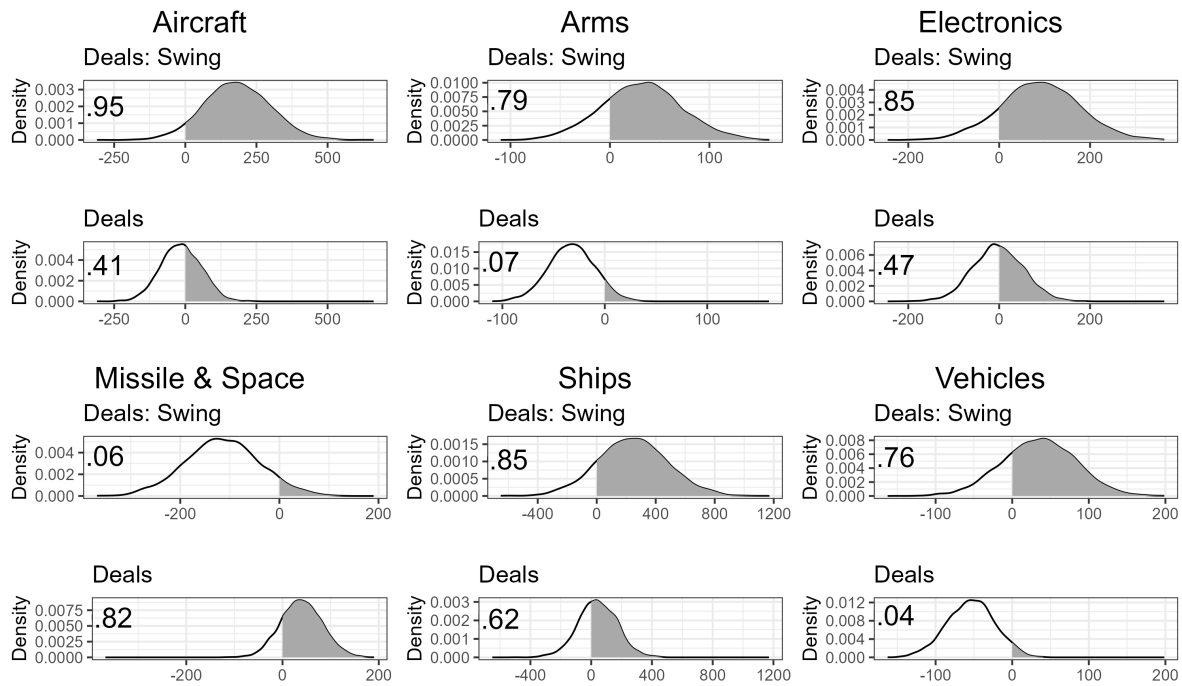 Aircraft
Deals: Swing
Density
0.003
0.002
0.001
0.000
.95
-250 0 250 500
Deals
Density
0.004
0.002
0.000
.41
-250 0 250 500
Arms
Deals: Swing
Density
0.0100
0.0075
0.0050
0.0025
0.0000
.79
-100 0 100
Deals
Density
0.015
0.010
0.005
0.000
.07
-100 0 100
Electronics
Deals: Swing
Density
0.004
0.003
0.002
0.001
0.000
.85
-200 0 200
Deals
Density
0.006
0.004
0.002
0.000
.47
-200 0 200
Missile & Space
Deals: Swing
Density
0.004
0.002
0.000
.06
-200 0 200
Deals
Density
0.0075
0.0050
0.0025
0.0000
.82
-200 0 200
Ships
Deals: Swing
Density
0.0015
0.0010
0.0005
0.0000
.85
-400 0 400 800 1200
Deals
Density
0.003
0.002
0.001
0.000
.62
-400 0 400 800 1200
Vehicles
Deals: Swing
Density
0.008
0.006
0.004
0.002
0.000
.76
-100 0 100 200
Deals
Density
0.012
0.008
0.004
0.000
.04
-100 0 100 200